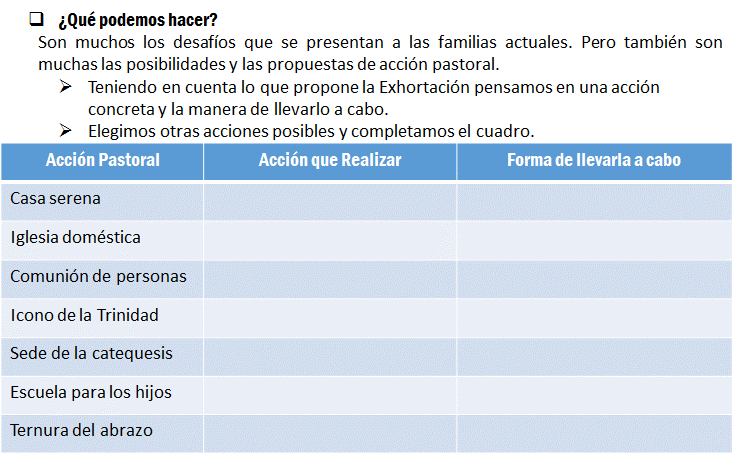 ❑ ¿Qué podemos hacer?
Son muchos los desafíos que se presentan a las familias actuales. Pero también son
muchas las posibilidades y las propuestas de acción pastoral.
➢ Teniendo en cuenta lo que propone la Exhortación pensamos en una acción
concreta y la manera de llevarlo a cabo.
➢ Elegimos otras acciones posibles y completamos el cuadro.
Acción Pastoral Acción que Realizar Forma de llevarla a cabo
Casa serena
Iglesia doméstica
Comunión de personas
Icono de la Trinidad
Sede de la catequesis
Escuela para los hijos
Ternura del abrazo